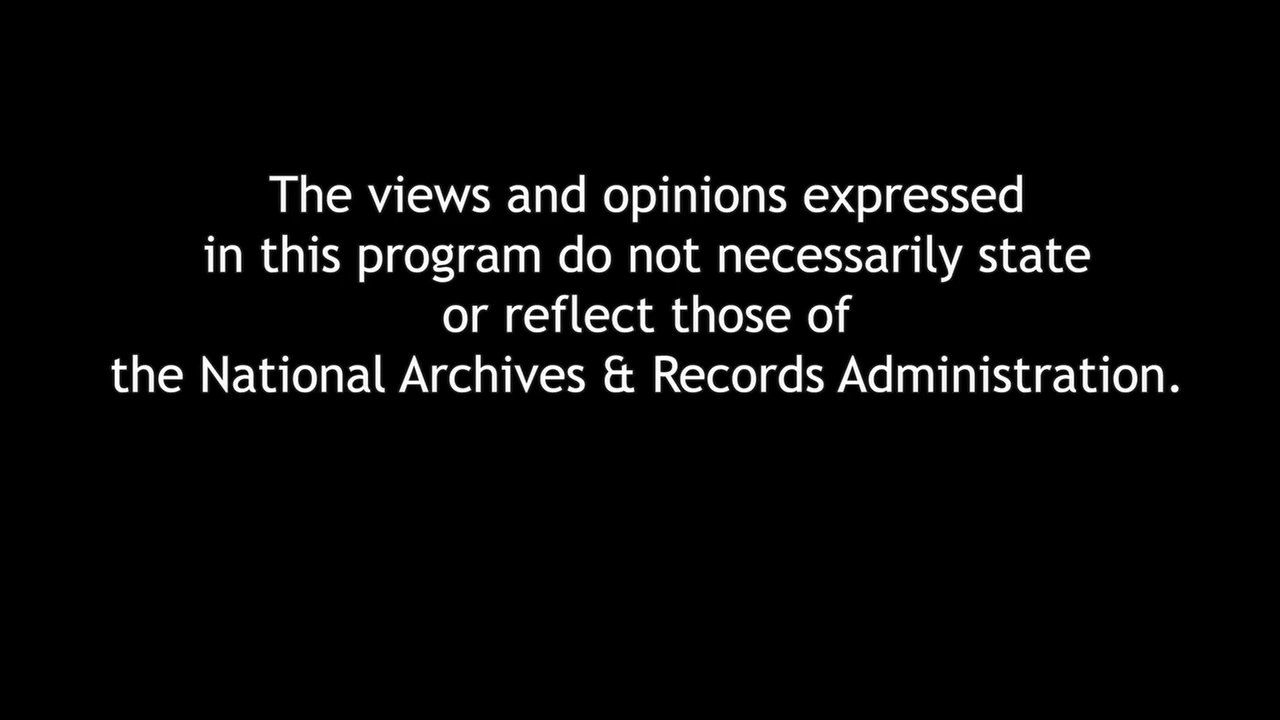 The views and opinions expressed
in this program do not necessarily state
or reflect those of
the National Archives & Records Administration.